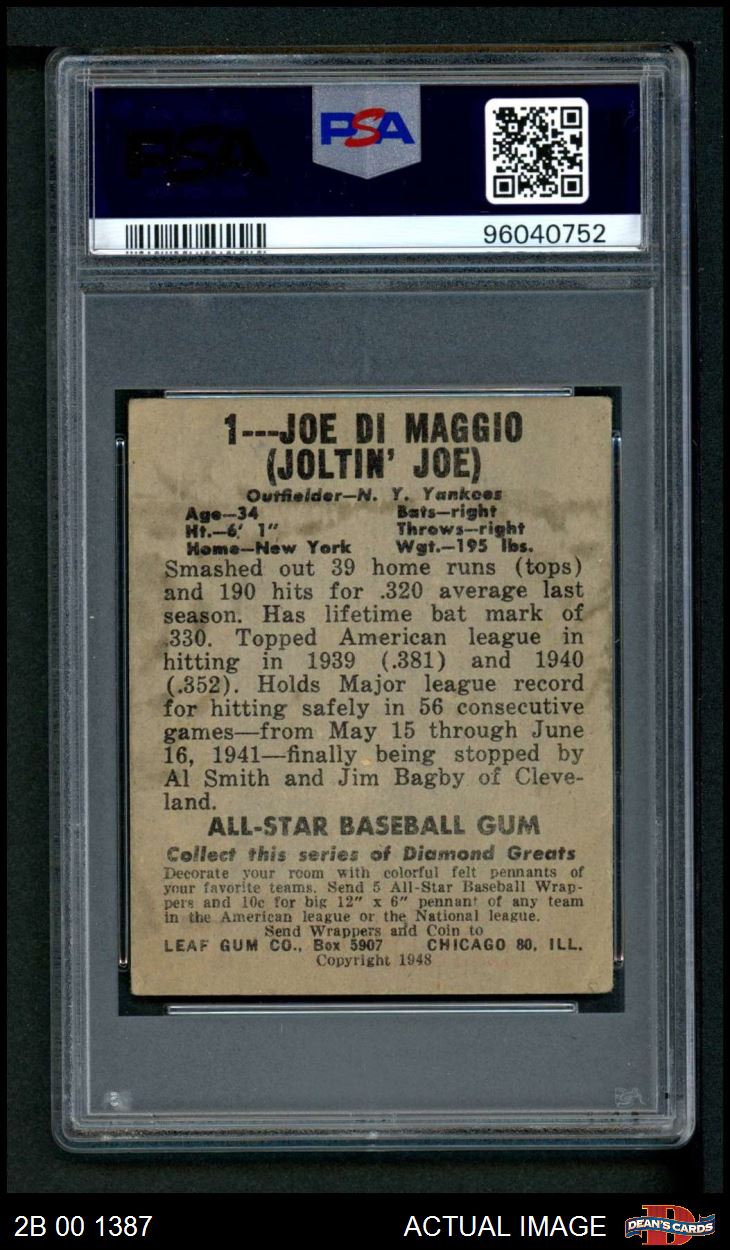 PSA
PSA
96040752
1---JOE DI MAGGIO
(JOLTIN' JOE)
Outfielder—N. Y. Yankees
Age—34 Bats—right
Ht.—6' 1" Throws—right
Home—New York Wgt.—195 lbs.
Smashed out 39 home runs (tops)
and 190 hits for .320 average last
season. Has lifetime bat mark of
.330. Topped American league in
hitting in 1939 (.381) and 1940
(.352). Holds Major league record
for hitting safely in 56 consecutive
games—from May 15 through June
16, 1941—finally being stopped by
Al Smith and Jim Bagby of Cleve-
land.
ALL-STAR BASEBALL GUM
Collect this series of Diamond Greats
Decorate your room with colorful felt pennants of
your favorite teams. Send 5 All-Star Baseball Wrap-
pers and 10c for big 12" x 6" pennant of any team
in the American league or the National league.
Send Wrappers and Coin to
LEAF GUM CO., Box 5907 CHICAGO 80, ILL.
Copyright 1948
2B 00 1387
ACTUAL IMAGE
DEAN'S CARDS